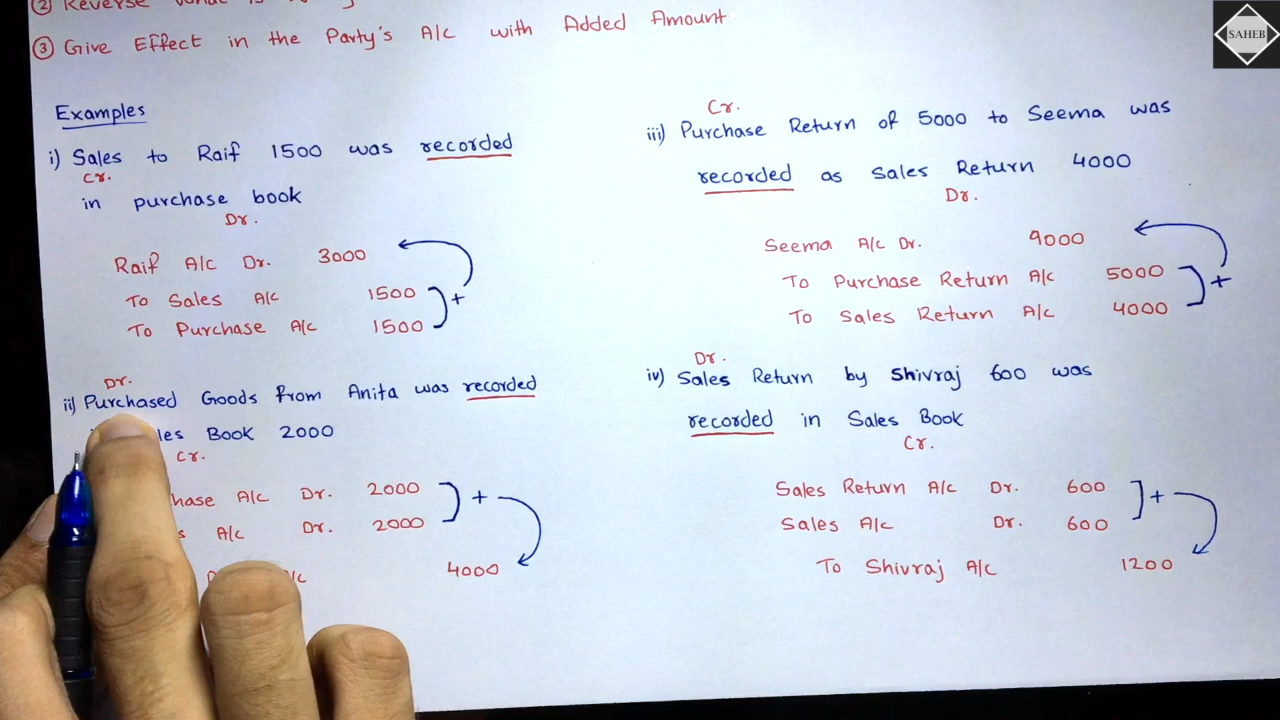 ② Reverse
③ Give Effect in the Party's A/c with Added Amount
SAHEB
Examples
i) Sales to Raif 1500 was recorded
Cr.
in purchase book
Dr.
Raif A/c Dr. 3000
To Sales A/c 1500
To Purchase A/c 1500
+
Dr.
ii) Purchased Goods from Anita was recorded
Book 2000
Cr.
A/c Dr. 2000
A/c Dr. 2000
+
4000
Cr.
iii) Purchase Return of 5000 to Seema was
recorded as Sales Return 4000
Dr.
Seema A/c Dr. 9000
To Purchase Return A/c 5000
To Sales Return A/c 4000
+
Dr.
iv) Sales Return by Shivraj 600 was
recorded in Sales Book
Cr.
Sales Return A/c Dr. 600
Sales A/c Dr. 600
+
To Shivraj A/c 1200